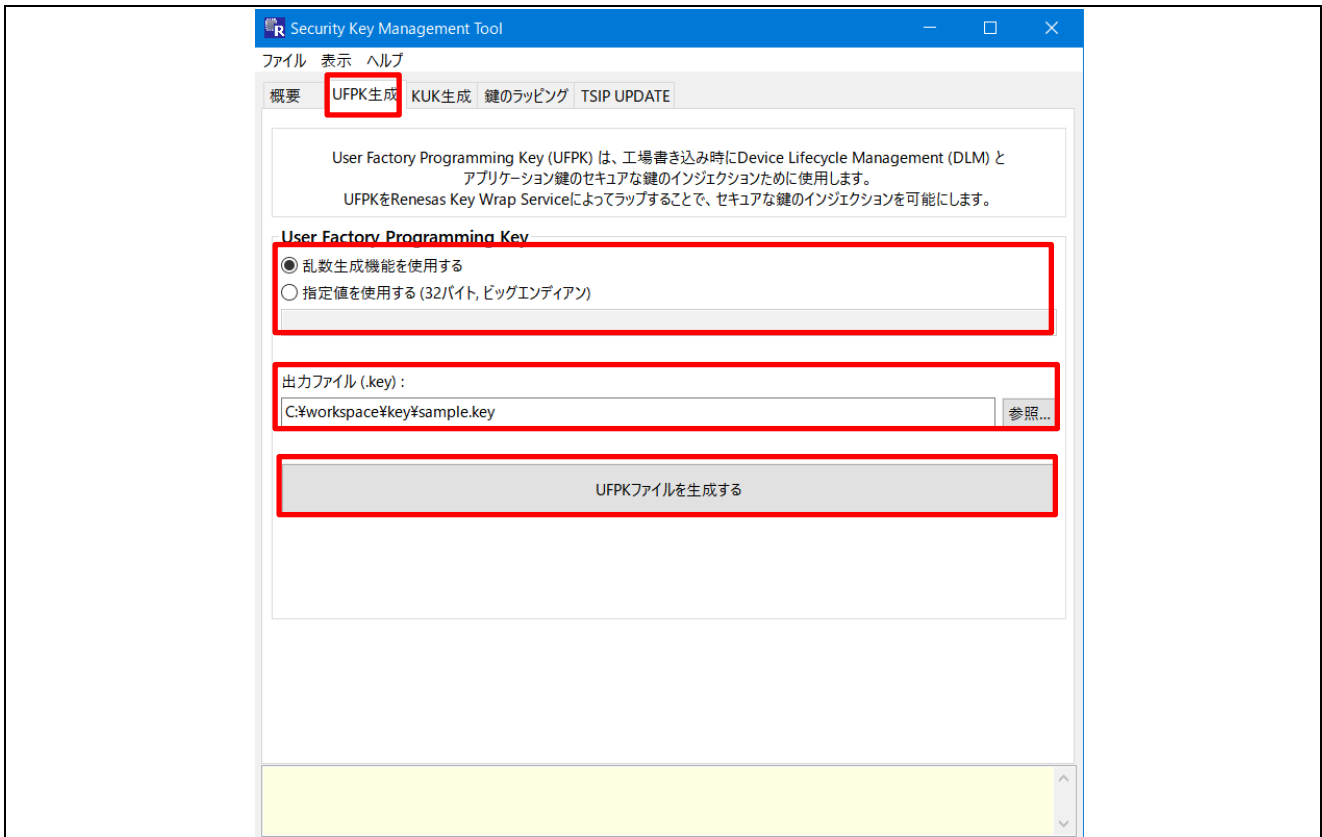 Security Key Management Tool
ファイル 表示 ヘルプ
概要 UFPK生成 KUK生成 鍵のラッピング TSIP UPDATE
User Factory Programming Key (UFPK) は、工場書き込み時にDevice Lifecycle Management (DLM) と
アプリケーション鍵のセキュアな鍵のインジェクションために使用します。
UFPKをRenesas Key Wrap Serviceによってラップすることで、セキュアな鍵のインジェクションを可能にします。
User Factory Programming Key
乱数生成機能を使用する
指定値を使用する (32バイト, ビッグエンディアン)
出力ファイル (.key) :
C:¥workspace¥key¥sample.key
参照...
UFPKファイルを生成する